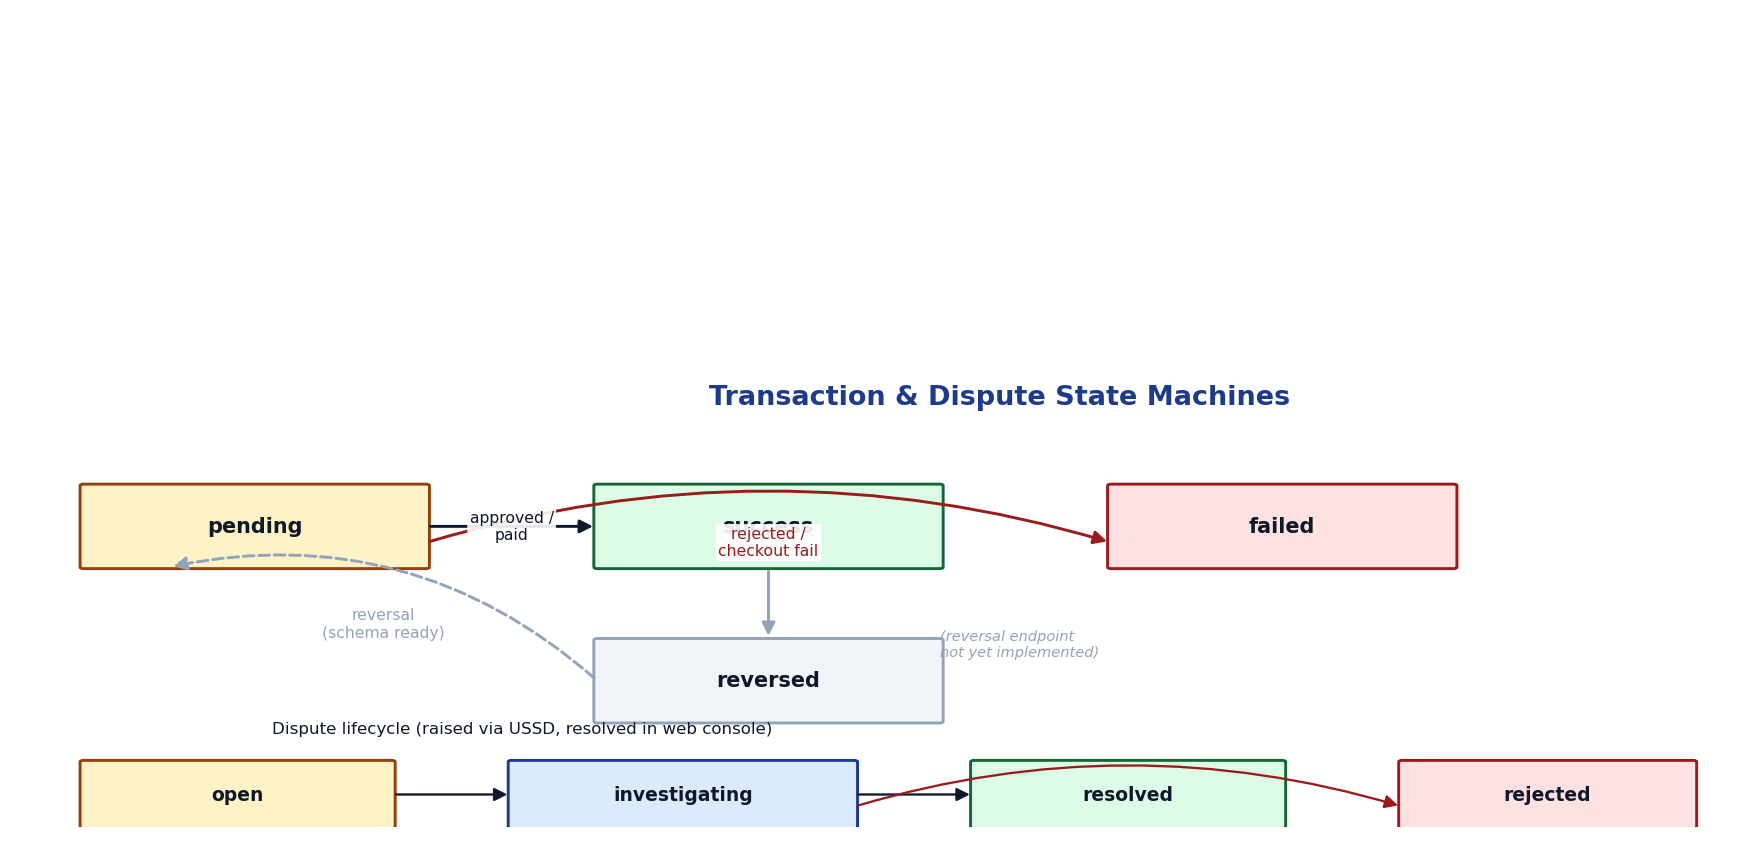 Transaction & Dispute State Machines
pending
approved /
paid
success
rejected /
checkout fail
failed
reversal
(schema ready)
(reversal endpoint
not yet implemented)
reversed
Dispute lifecycle (raised via USSD, resolved in web console)
open
investigating
resolved
rejected